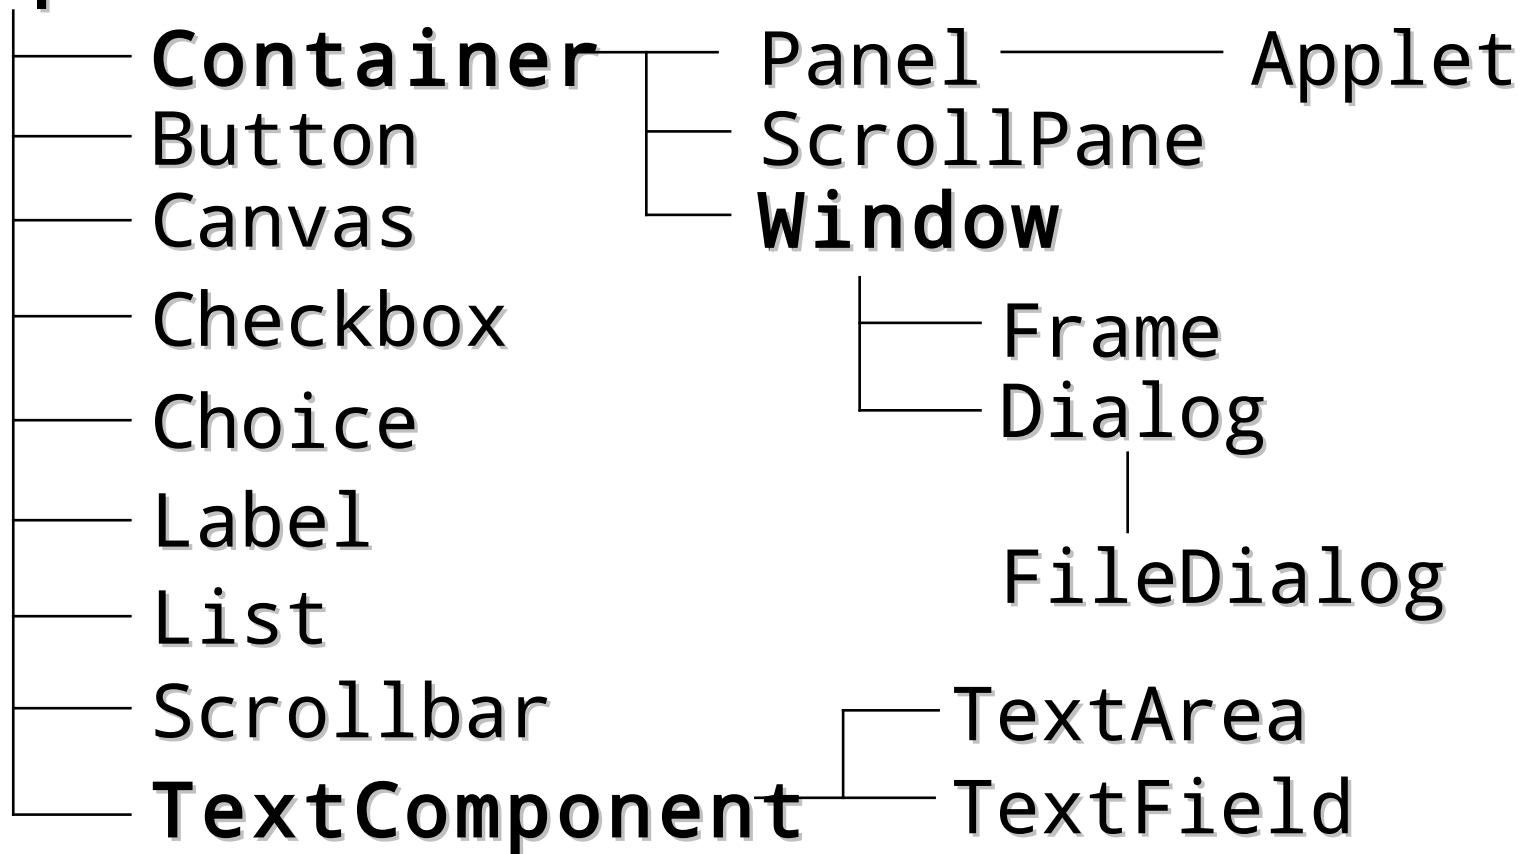 Container Panel Applet
Button ScrollPane
Canvas Window
Checkbox Frame
Choice Dialog
Label FileDialog
List
Scrollbar TextArea
TextComponent TextField